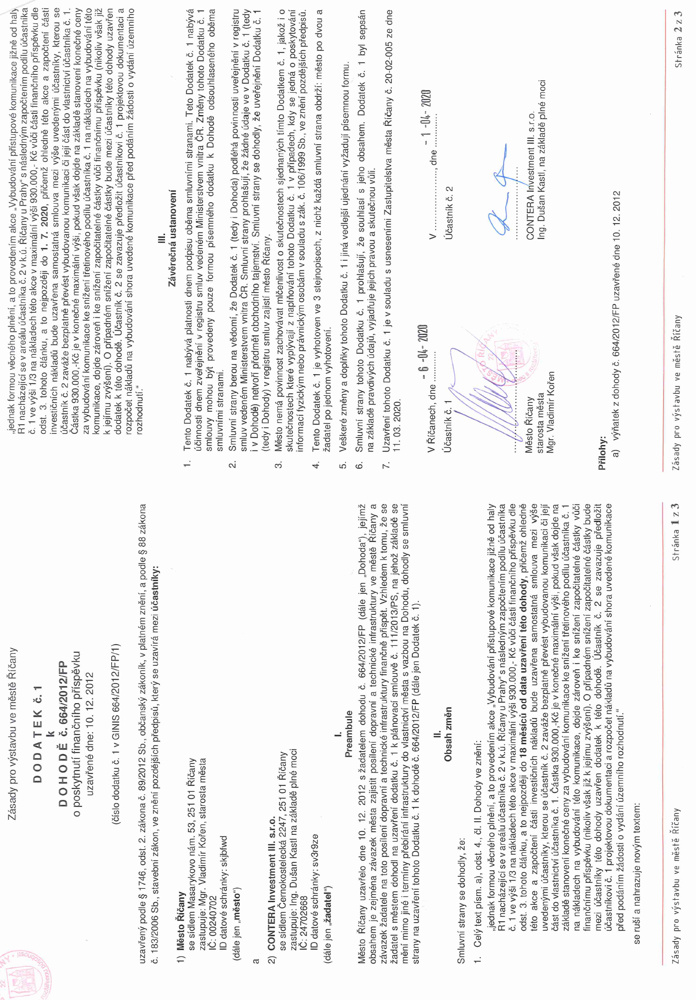 Zásady pro výstavbu ve městě Říčany
DODATEK č. 1
k
DOHODĚ č. 664/2012/FP
o poskytnutí finančního příspěvku
uzavřené dne: 10. 12. 2012
(číslo dodatku č. 1 v GINIS 664/2012/FP/1)
uzavřený podle § 1746, odst. 2. zákona č. 89/2012 Sb., občanský zákoník, v platném znění, a podle § 88 zákona
č. 183/2006 Sb., stavební zákon, ve znění pozdějších předpisů, který se uzavírá mezi účastníky:
1) Město Říčany
se sídlem Masarykovo nám. 53, 251 01 Říčany
zastupuje: Mgr. Vladimír Kořen, starosta města
IČ: 00240702
ID datové schránky: skjbfwd
(dále jen „město“)
a
2) CONTERA Investment III. s.r.o.
se sídlem Černokostelecká 2247, 251 01 Říčany
zastupuje: Ing. Dušan Kastl na základě plné moci
IČ: 24702668
ID datové schránky: sv3r9ze
(dále jen „žadatel“)
I.
Preambule
Město Říčany uzavřelo dne 10. 12. 2012 s žadatelem dohodu č. 664/2012/FP (dále jen „Dohoda“), jejímž
obsahem je zejména závazek města zajistit posílení dopravní a technické infrastruktury ve městě Říčany a
závazek žadatele na toto posílení dopravní a technické infrastruktury finančně přispět. Vzhledem k tomu, že se
žadatel s městem dohodl na uzavření dodatku č. 1 k plánovací smlouvě č. 111/2013/PS, na jehož základě se
mění mimo jiné i termíny přebírání infrastruktury do vlastnictví města s vazbou na Dohodu, dohodly se smluvní
strany na uzavření tohoto Dodatku č. 1 k dohodě č. 664/2012/FP (dále jen Dodatek č. 1).
II.
Obsah změn
Smluvní strany se dohodly, že:
1. Celý text písm. a), odst. 4., čl. II. Dohody ve znění:
„jednak formou věcného plnění, a to provedením akce „Vybudování přístupové komunikace jižně od haly
R1 nacházející se v areálu účastníka č. 2 v k.ú. Říčany u Prahy“ s následným započtením podílu účastníka
č. 1 ve výši 1/3 na nákladech této akce v maximální výši 930.000,- Kč vůči části finančního příspěvku dle
odst. 3. tohoto článku, a to nejpozději do 18 měsíců od data uzavření této dohody, přičemž ohledně
této akce a započtení části investičních nákladů bude uzavřena samostatná smlouva mezi výše
uvedenými účastníky, kterou se účastník č. 2 zaváže bezplatně převést vybudovanou komunikaci či její
část do vlastnictví účastníka č. 1. Částka 930.000,-Kč je v konečné maximální výši, pokud však dojde na
základě stanovení konečné ceny za vybudování komunikace ke snížení třetinového podílu účastníka č. 1
na nákladech na vybudování této komunikace, dojde zároveň i ke snížení započitatelné částky vůči
finančnímu příspěvku (nikoliv však již k jejímu zvýšení). O případném snížení započitatelné částky bude
mezi účastníky této dohody uzavřen dodatek k této dohodě. Účastník č. 2 se zavazuje předložit
účastníkovi č. 1 projektovou dokumentaci a rozpočet nákladů na vybudování shora uvedené komunikace
před podáním žádosti o vydání územního rozhodnutí.“
se ruší a nahrazuje novým textem:
Zásady pro výstavbu ve městě Říčany
Stránka 1 z 3
„jednak formou věcného plnění, a to provedením akce „Vybudování přístupové komunikace jižně od haly
R1 nacházející se v areálu účastníka č. 2 v k.ú. Říčany u Prahy“ s následným započtením podílu účastníka
č. 1 ve výši 1/3 na nákladech této akce v maximální výši 930.000,- Kč vůči části finančního příspěvku dle
odst. 3. tohoto článku, a to nejpozději do 1. 7. 2020, přičemž ohledně této akce a započtení části
investičních nákladů bude uzavřena samostatná smlouva mezi výše uvedenými účastníky, kterou se
účastník č. 2 zaváže bezplatně převést vybudovanou komunikaci či její část do vlastnictví účastníka č. 1.
Částka 930.000,-Kč je v konečné maximální výši, pokud však dojde na základě stanovení konečné ceny
za vybudování komunikace ke snížení třetinového podílu účastníka č. 1 na nákladech na vybudování této
komunikace, dojde zároveň i ke snížení započitatelné částky vůči finančnímu příspěvku (nikoliv však již
k jejímu zvýšení). O případném snížení započitatelné částky bude mezi účastníky této dohody uzavřen
dodatek k této dohodě. Účastník č. 2 se zavazuje předložit účastníkovi č. 1 projektovou dokumentaci a
rozpočet nákladů na vybudování shora uvedené komunikace před podáním žádosti o vydání územního
rozhodnutí.“
III.
Závěrečná ustanovení
1. Tento Dodatek č. 1 nabývá platnosti dnem podpisu oběma smluvními stranami. Teto Dodatek č. 1 nabývá
účinnosti dnem zveřejnění v registru smluv vedeném Ministerstvem vnitra ČR. Změny tohoto Dodatku č. 1
smlouvy mohou být provedeny pouze formou písemného dodatku k Dohodě odsouhlaseného oběma
smluvními stranami.
2. Smluvní strany berou na vědomí, že Dodatek č. 1 (tedy i Dohoda) podléhá povinnosti uveřejnění v registru
smluv vedeném Ministerstvem vnitra ČR. Smluvní strany prohlašují, že žádné údaje ve v Dodatku č. 1 (tedy
i v Dohodě) netvoří předmět obchodního tajemství. Smluvní strany se dohodly, že uveřejnění Dodatku č. 1
(tedy i Dohody) v registru smluv zajistí město Říčany.
3. Město nemá povinnost zachovávat mlčenlivost o skutečnostech sjednaných tímto Dodatkem č. 1, jakož i o
skutečnostech které vyplývají z naplňování tohoto Dodatku č. 1 v případech, kdy se jedná o poskytování
informací fyzickým nebo právnickým osobám v souladu s zák. č. 106/1999 Sb., ve znění pozdějších předpisů.
4. Tento Dodatek č. 1 je vyhotoven ve 3 stejnopisech, z nichž každá smluvní strana obdrží: město po dvou a
žadatel po jednom vyhotovení.
5. Veškeré změny a doplňky tohoto Dodatku č. 1 i jiná vedlejší ujednání vyžadují písemnou formu.
6. Smluvní strany tohoto Dodatku č. 1 prohlašují, že souhlasí s jeho obsahem. Dodatek č. 1 byl sepsán
na základě pravdivých údajů, vyjadřuje jejich pravou a skutečnou vůli.
7. Uzavření tohoto Dodatku č. 1 je v souladu s usneseními Zastupitelstva města Říčany č. 20-02-005 ze dne
11. 03. 2020.
V Říčanech, dne - 6 -04- 2020
V ................., dne - 1 -04- 2020
Účastník č. 1
Účastník č. 2
MĚSTO ŘÍČANY
22
Město Říčany
starosta města
Mgr. Vladimír Kořen
CONTERA Investment III. s.r.o.
Ing. Dušan Kastl, na základě plné moci
Přílohy:
a) výňatek z dohody č. 664/2012/FP uzavřené dne 10. 12. 2012
Zásady pro výstavbu ve městě Říčany
Stránka 2 z 3